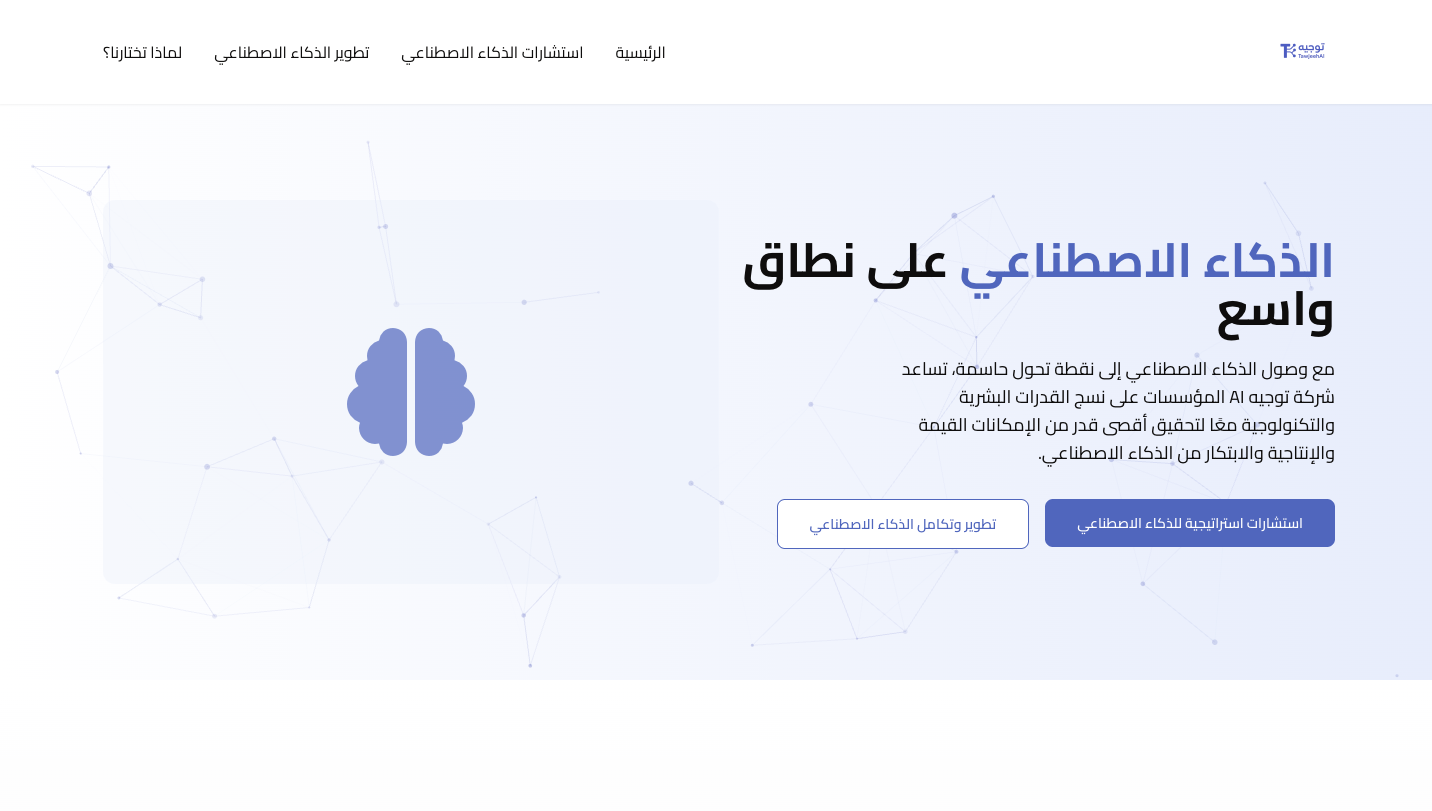 توجيه
TawjeehAI
الرئيسية
استشارات الذكاء الاصطناعي
تطوير الذكاء الاصطناعي
لماذا تختارنا؟
الذكاء الاصطناعي على نطاق
واسع
مع وصول الذكاء الاصطناعي إلى نقطة تحول حاسمة، تساعد
شركة توجيه AI المؤسسات على نسج القدرات البشرية
والتكنولوجية معًا لتحقيق أقصى قدر من الإمكانات القيمة
والإنتاجية والابتكار من الذكاء الاصطناعي.
استشارات استراتيجية للذكاء الاصطناعي
تطوير وتكامل الذكاء الاصطناعي